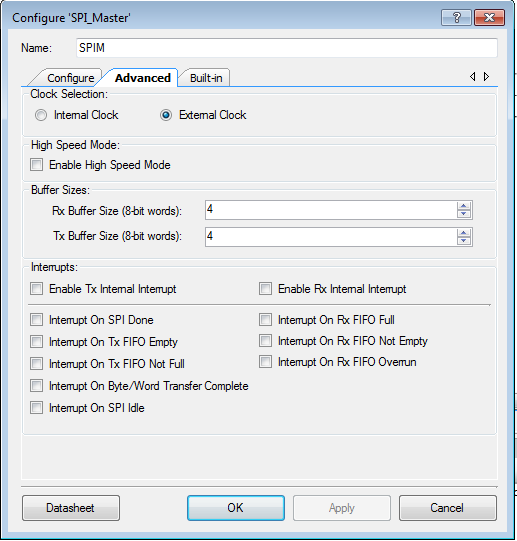 Configure 'SPI_Master'
Name: SPIM
Configure Advanced Built-in
Clock Selection:
Internal Clock External Clock
High Speed Mode:
Enable High Speed Mode
Buffer Sizes:
Rx Buffer Size (8-bit words): 4
Tx Buffer Size (8-bit words): 4
Interrupts:
Enable Tx Internal Interrupt Enable Rx Internal Interrupt
Interrupt On SPI Done Interrupt On Rx FIFO Full
Interrupt On Tx FIFO Empty Interrupt On Rx FIFO Not Empty
Interrupt On Tx FIFO Not Full Interrupt On Rx FIFO Overrun
Interrupt On Byte/Word Transfer Complete
Interrupt On SPI Idle
Datasheet OK Apply Cancel